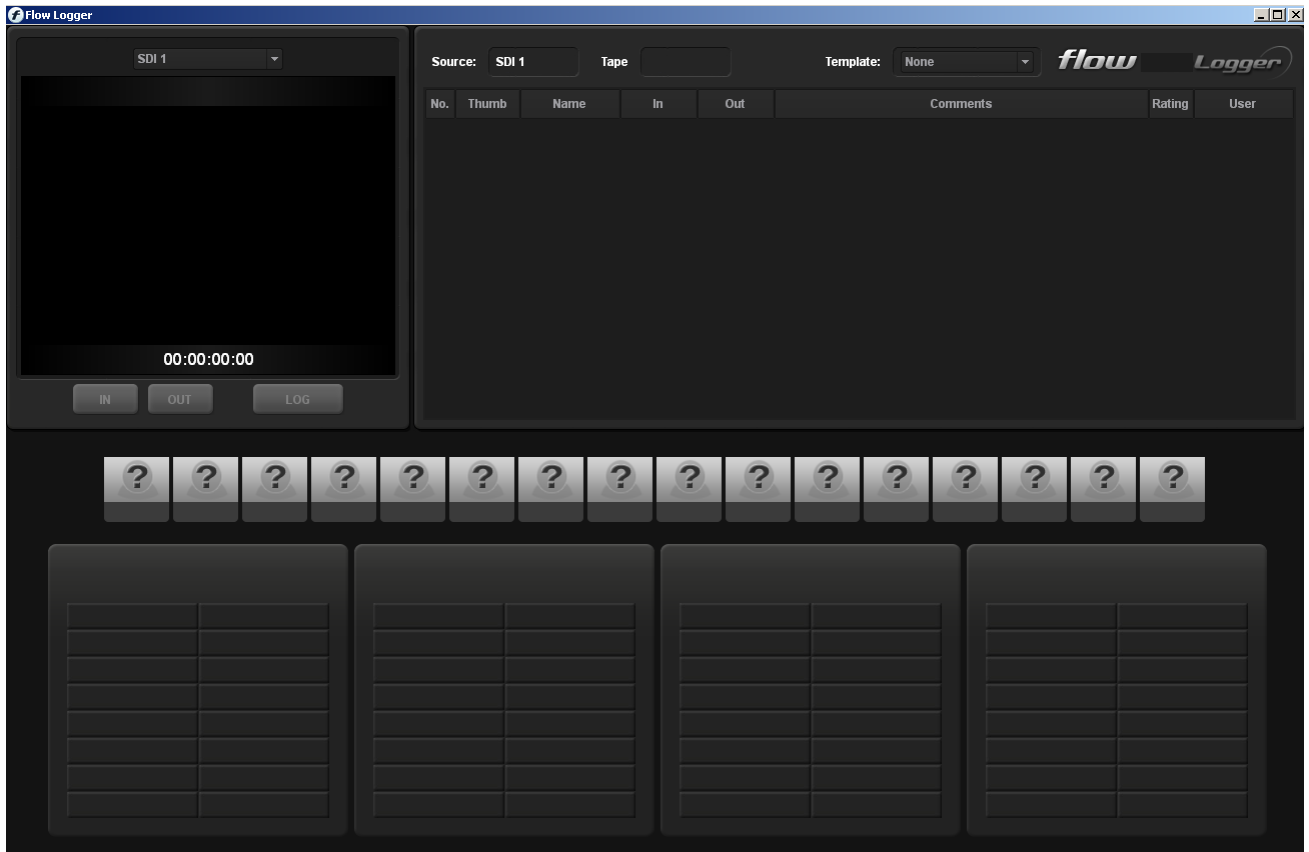 Flow Logger
SDI 1
00:00:00:00
IN OUT LOG
Source: SDI 1 Tape Template: None flow Logger
No. Thumb Name In Out Comments Rating User
? ? ? ? ? ? ? ? ? ? ? ? ? ? ? ?